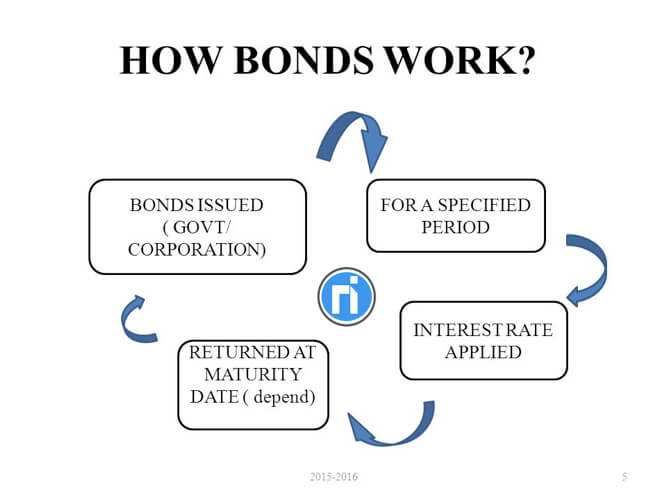 HOW BONDS WORK?
BONDS ISSUED
( GOVT/
CORPORATION)
FOR A SPECIFIED
PERIOD
INTEREST RATE
APPLIED
RETURNED AT
MATURITY
DATE ( depend)
2015-2016
5